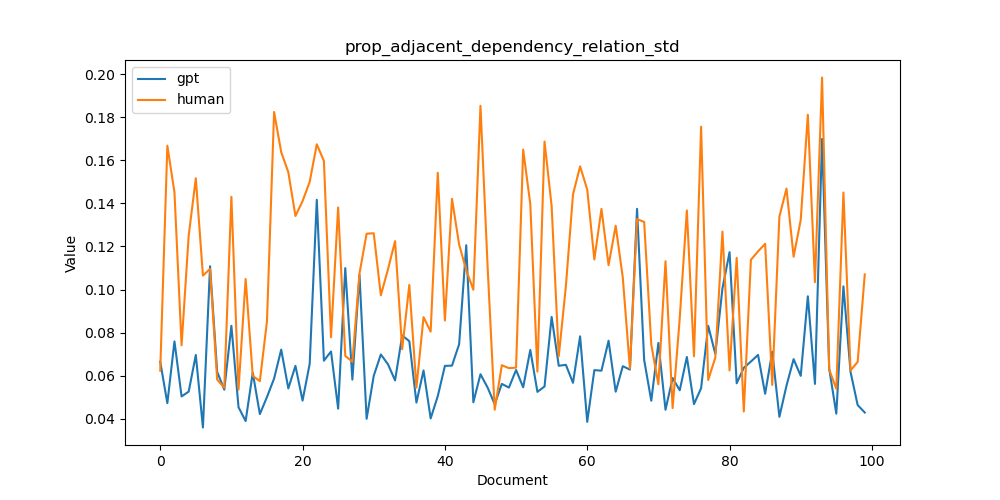 prop_adjacent_dependency_relation_std
gpt
human
Value
0.20
0.18
0.16
0.14
0.12
0.10
0.08
0.06
0.04
0 20 40 60 80 100
Document